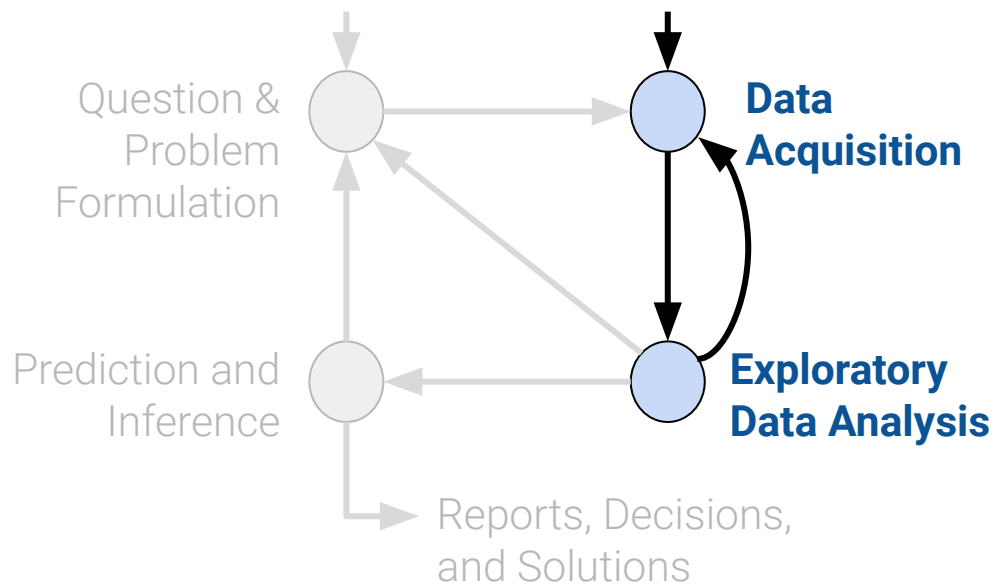 Question &
Problem
Formulation
Data
Acquisition
Prediction and
Inference
Exploratory
Data Analysis
Reports, Decisions,
and Solutions